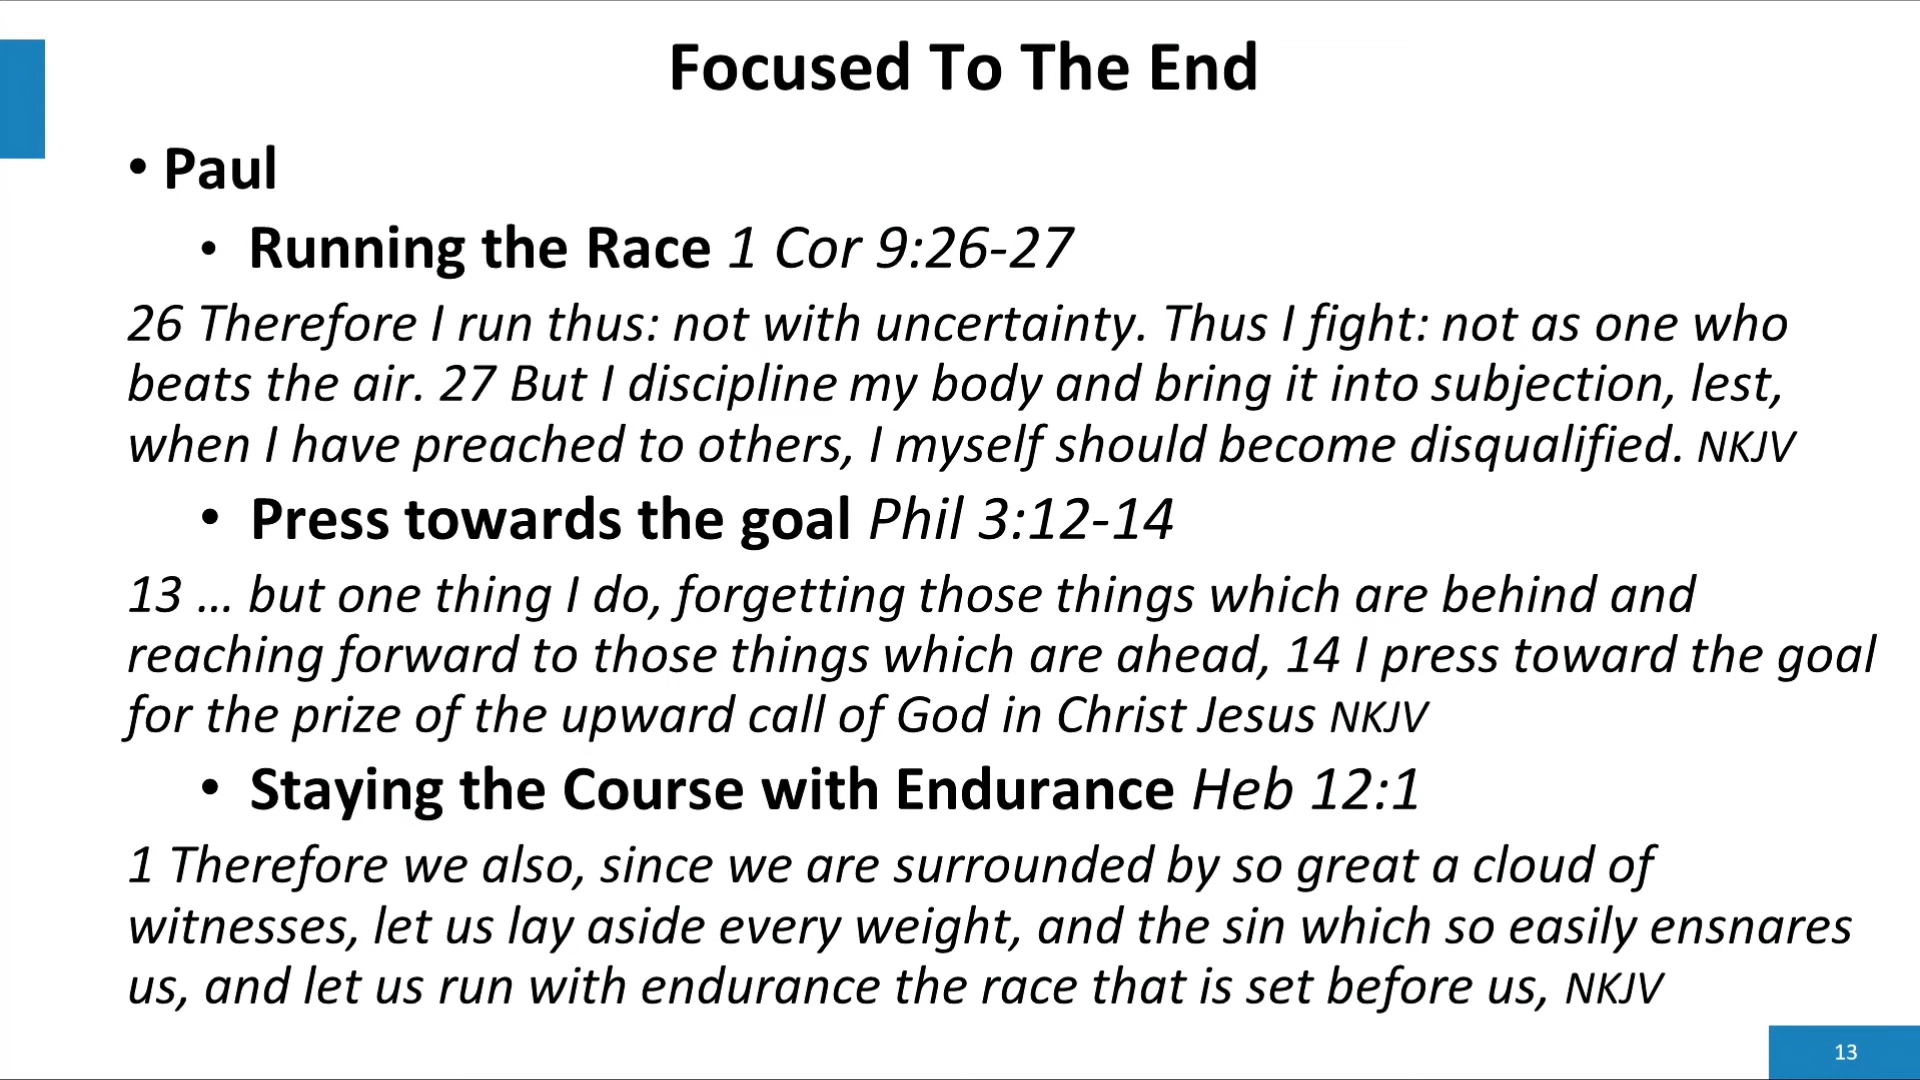 Focused To The End
• Paul
• Running the Race 1 Cor 9:26-27
26 Therefore I run thus: not with uncertainty. Thus I fight: not as one who
beats the air. 27 But I discipline my body and bring it into subjection, lest,
when I have preached to others, I myself should become disqualified. NKJV
• Press towards the goal Phil 3:12-14
13 … but one thing I do, forgetting those things which are behind and
reaching forward to those things which are ahead, 14 I press toward the goal
for the prize of the upward call of God in Christ Jesus NKJV
• Staying the Course with Endurance Heb 12:1
1 Therefore we also, since we are surrounded by so great a cloud of
witnesses, let us lay aside every weight, and the sin which so easily ensnares
us, and let us run with endurance the race that is set before us, NKJV
13